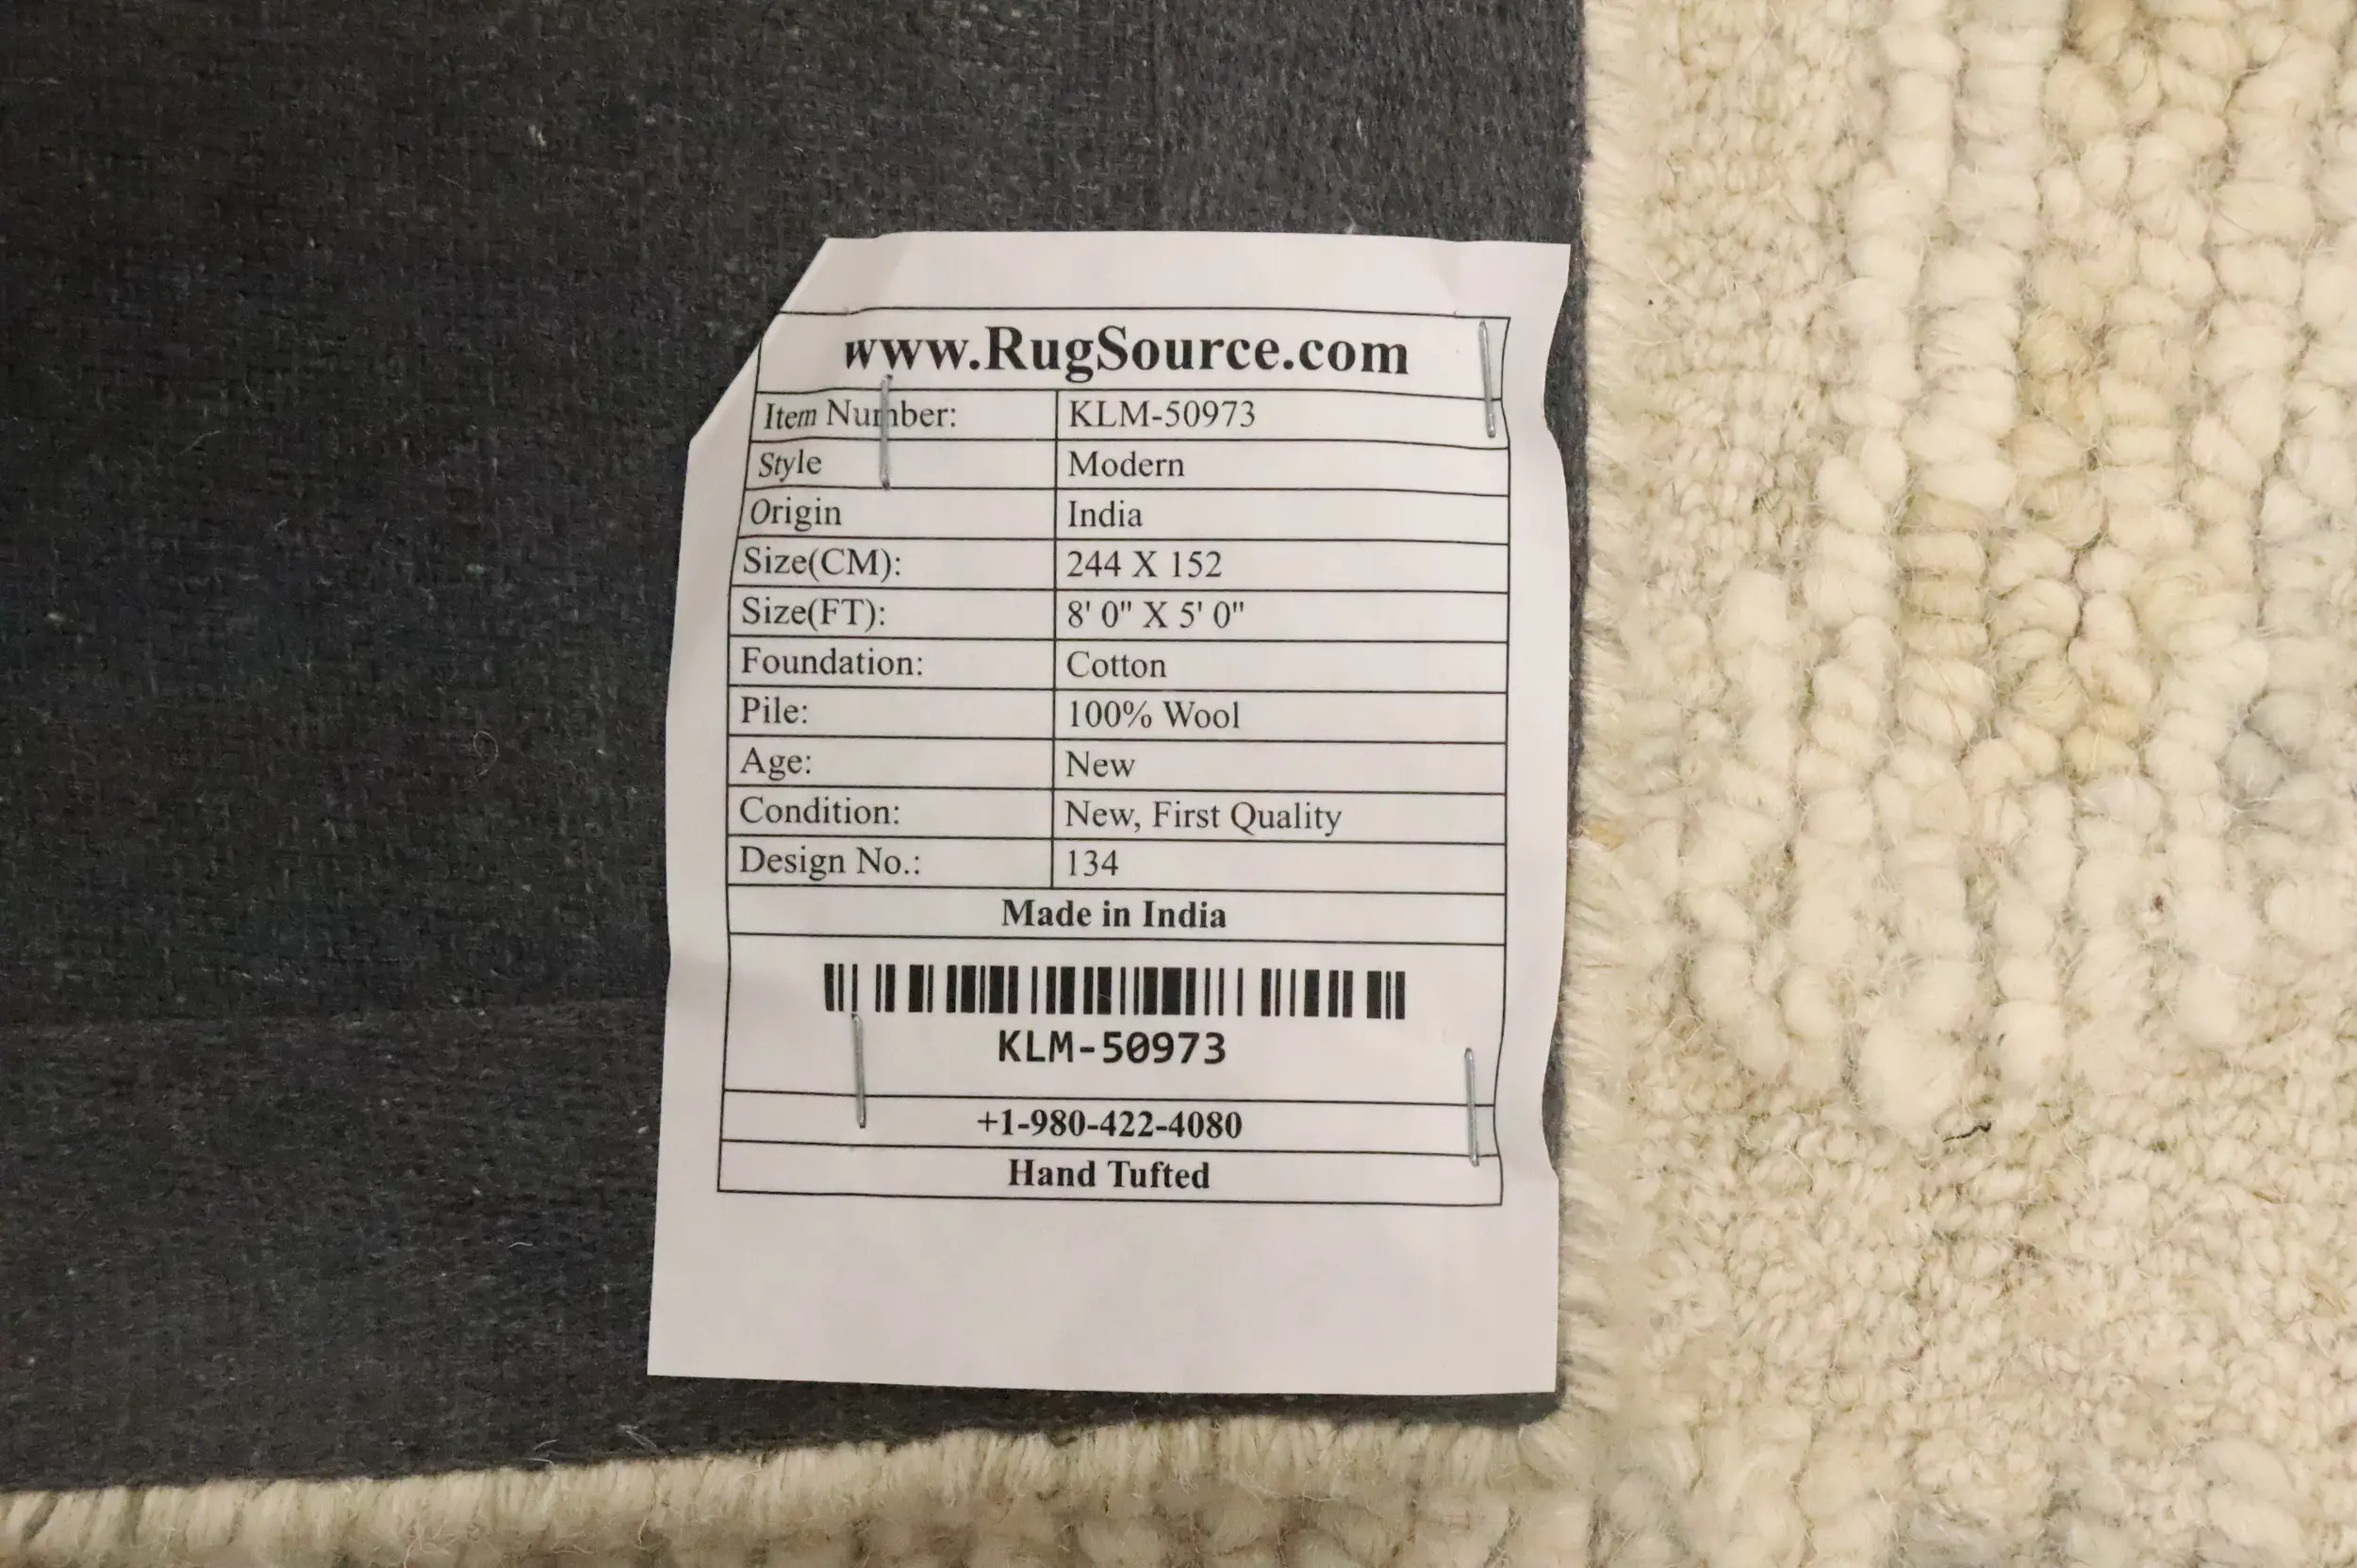 www.RugSource.com
Item Number: KLM-50973
Style Modern
Origin India
Size(CM): 244 X 152
Size(FT): 8' 0" X 5' 0"
Foundation: Cotton
Pile: 100% Wool
Age: New
Condition: New, First Quality
Design No.: 134
Made in India
KLM-50973
+1-980-422-4080
Hand Tufted